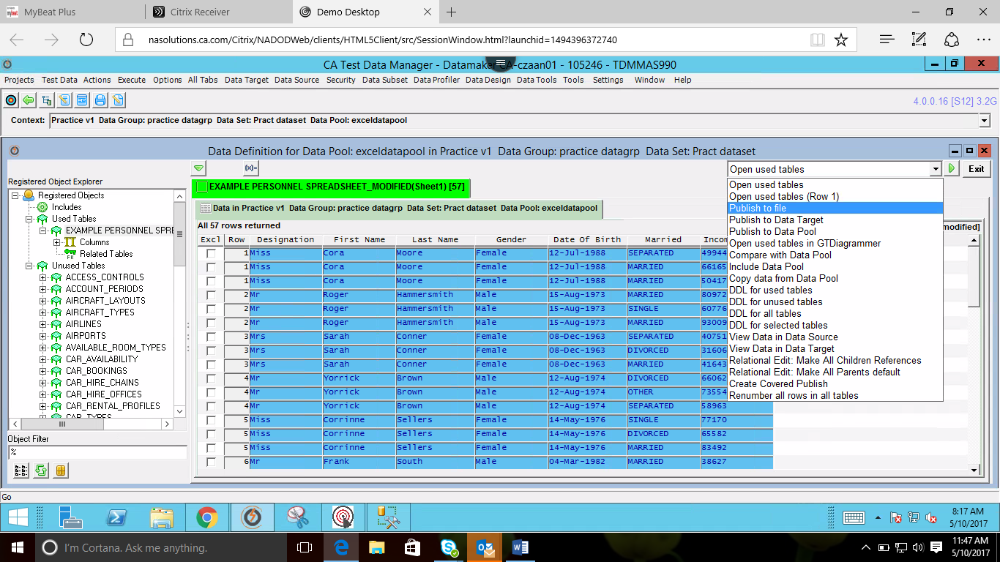 MyBeat Plus
Citrix Receiver
Demo Desktop
nasolutions.ca.com/Citrix/NADODWeb/clients/HTML5Client/src/SessionWindow.html?launchid=1494396372740
CA Test Data Manager - Datamaker -czaan01 - 105246 - TDMMAS990
Projects Test Data Actions Execute Options All Tabs Data Target Data Source Security Data Subset Data Profiler Data Design Data Tools Tools Settings Window Help
4.0.0.16 [S12] 3.2G
Context: Practice v1 Data Group: practice datagrp Data Set: Pract dataset Data Pool: exceldatapool
Data Definition for Data Pool: exceldatapool in Practice v1 Data Group: practice datagrp Data Set: Pract dataset
(x)=
Open used tables
Exit
Registered Object Explorer
Registered Objects
Includes
Used Tables
EXAMPLE PERSONNEL SPRE
Columns
Related Tables
Unused Tables
ACCESS_CONTROLS
ACCOUNT_PERIODS
AIRCRAFT_LAYOUTS
AIRCRAFT_TYPES
AIRLINES
AIRPORTS
AVAILABLE_ROOM_TYPES
CAR_AVAILABILITY
CAR_BOOKINGS
CAR_HIRE_CHAINS
CAR_HIRE_OFFICES
CAR_RENTAL_PROFILES
CAR_TYPES
Object Filter
%
EXAMPLE PERSONNEL SPREADSHEET_MODIFIED(Sheet1) [57]
Data in Practice v1 Data Group: practice datagrp Data Set: Pract dataset Data Pool: exceldatapool
All 57 rows returned
modified]
Excl Row Designation First Name Last Name Gender Date Of Birth Married Incom
1 Miss Cora Moore Female 12-Jul-1988 SEPARATED 49944
1 Miss Cora Moore Female 12-Jul-1988 MARRIED 66165
1 Miss Cora Moore Female 12-Jul-1988 MARRIED 50417
2 Mr Roger Hammersmith Male 15-Aug-1973 MARRIED 80972
2 Mr Roger Hammersmith Male 15-Aug-1973 SINGLE 60776
2 Mr Roger Hammersmith Male 15-Aug-1973 MARRIED 93009
3 Mrs Sarah Conner Female 08-Dec-1963 SEPARATED 40751
3 Mrs Sarah Conner Female 08-Dec-1963 DIVORCED 31606
3 Mrs Sarah Conner Female 08-Dec-1963 MARRIED 41643
4 Mr Yorrick Brown Male 12-Aug-1974 DIVORCED 66062
4 Mr Yorrick Brown Male 12-Aug-1974 OTHER 73554
4 Mr Yorrick Brown Male 12-Aug-1974 SEPARATED 58963
5 Miss Corrinne Sellers Female 14-May-1976 SINGLE 77170
5 Miss Corrinne Sellers Female 14-May-1976 DIVORCED 65582
5 Miss Corrinne Sellers Female 14-May-1976 MARRIED 83492
6 Mr Frank South Male 04-Mar-1982 MARRIED 38627
Open used tables
Open used tables (Row 1)
Publish to file
Publish to Data Target
Publish to Data Pool
Open used tables in GTDiagrammer
Compare with Data Pool
Include Data Pool
Copy data from Data Pool
DDL for used tables
DDL for unused tables
DDL for all tables
DDL for selected tables
View Data in Data Source
View Data in Data Target
Relational Edit: Make All Children References
Relational Edit: Make All Parents default
Create Covered Publish
Renumber all rows in all tables
Go
8:17 AM
5/10/2017
I'm Cortana. Ask me anything.
11:47 AM
5/10/2017